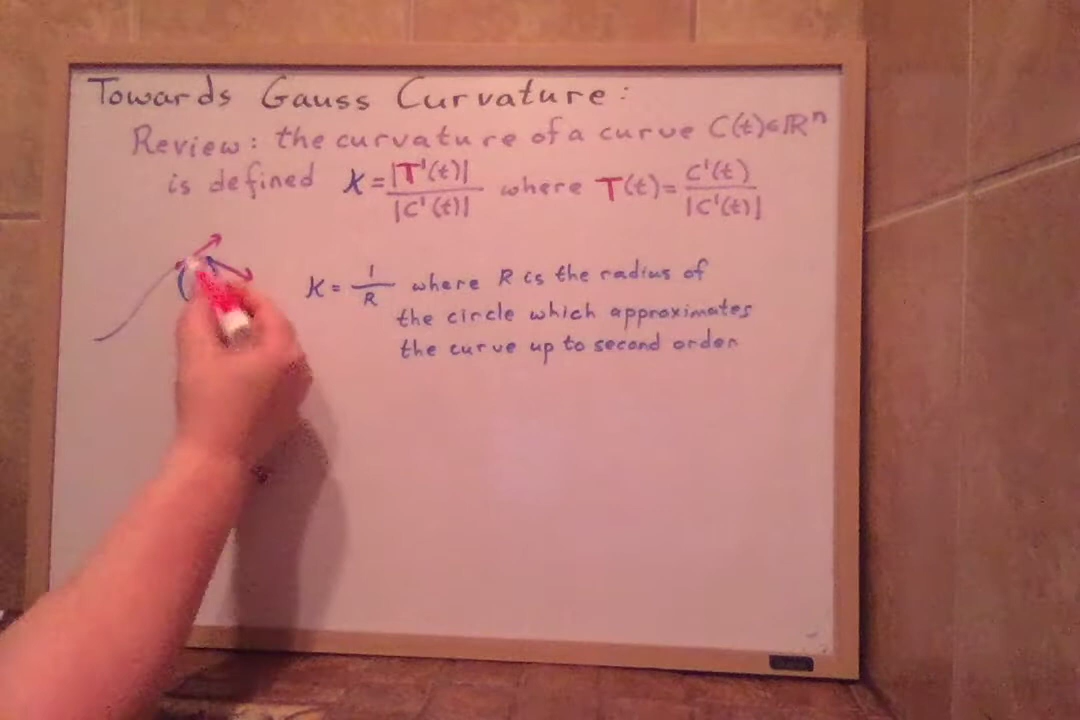 Towards Gauss Curvature:
Review: the curvature of a curve C(t)∈ℝⁿ
is defined K = |T'(t)| / |C'(t)| where T(t) = C'(t) / |C'(t)|
K = 1/R where R is the radius of
the circle which approximates
the curve up to second order